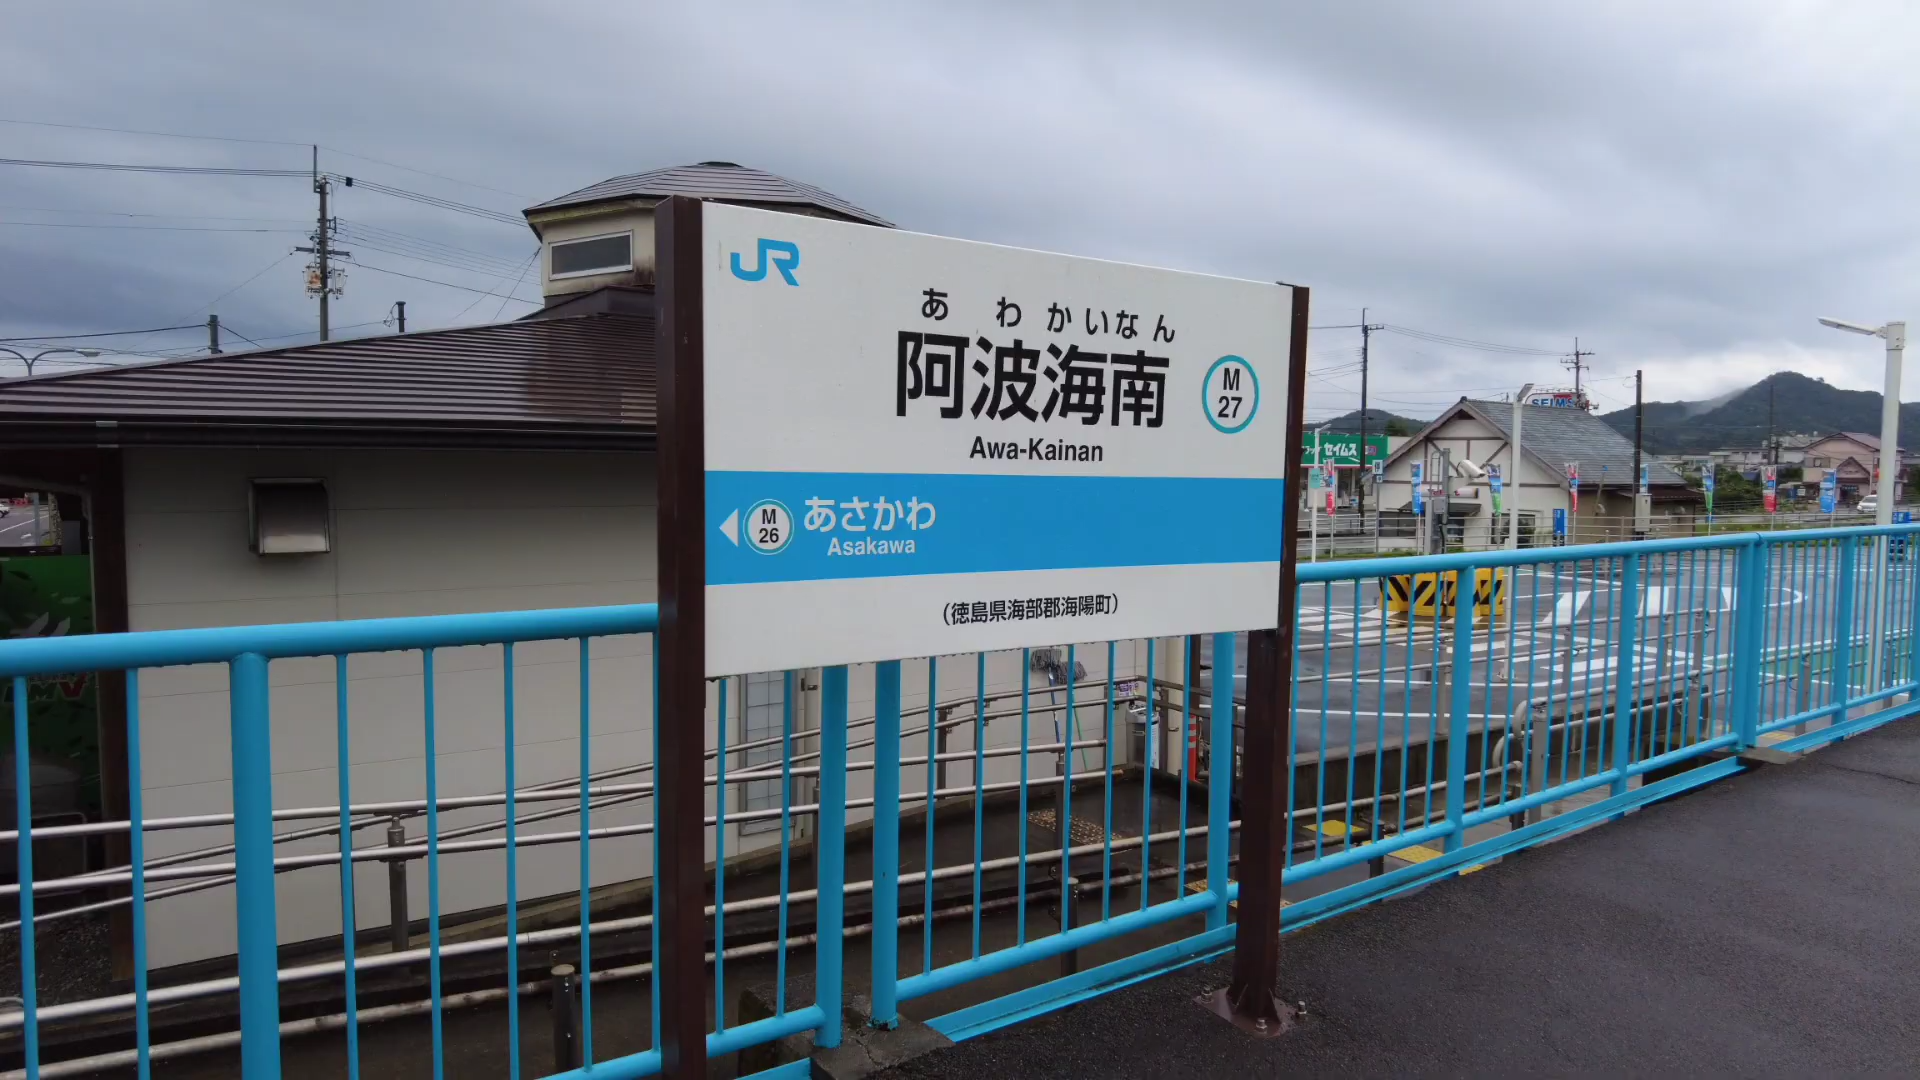 JR
あわかいなん
阿波海南
Awa-Kainan
M
27
M
26
あさかわ
Asakawa
（徳島県海部郡海陽町）
SEIMS
セイムス